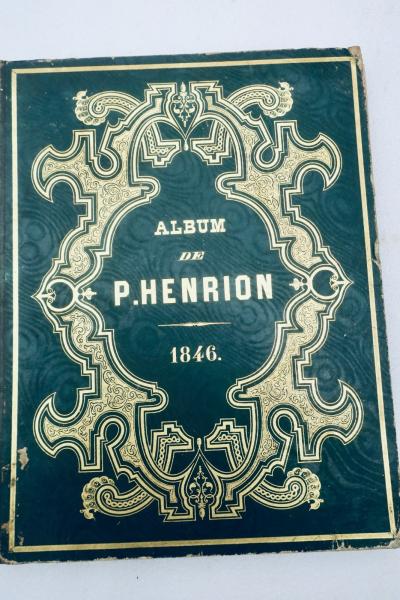 ALBUM
DE
P. HENRION
1846.